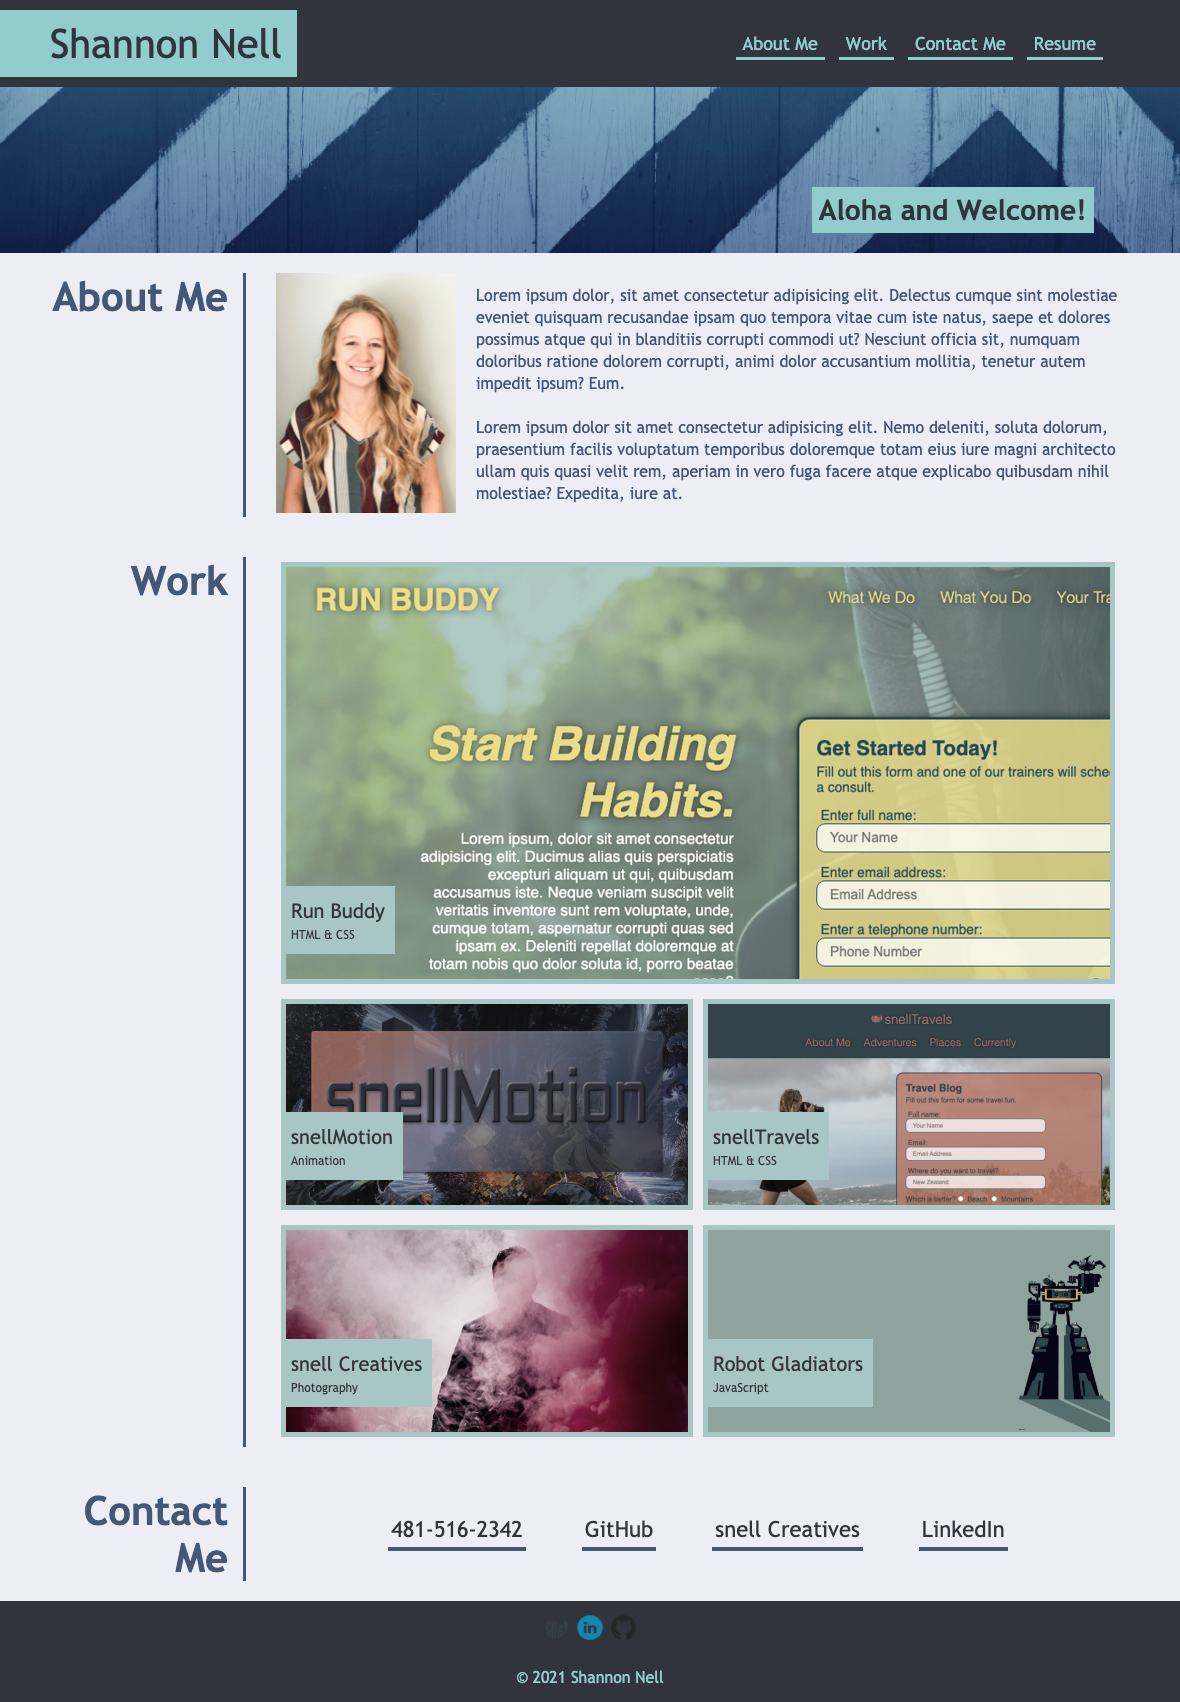 Shannon Nell
About Me Work Contact Me Resume
Aloha and Welcome!
About Me
Lorem ipsum dolor, sit amet consectetur adipisicing elit. Delectus cumque sint molestiae
eveniet quisquam recusandae ipsam quo tempora vitae cum iste natus, saepe et dolores
possimus atque qui in blanditiis corrupti commodi ut? Nesciunt officia sit, numquam
doloribus ratione dolorem corrupti, animi dolor accusantium mollitia, tenetur autem
impedit ipsum? Eum.
Lorem ipsum dolor sit amet consectetur adipisicing elit. Nemo deleniti, soluta dolorum,
praesentium facilis voluptatum temporibus doloremque totam eius iure magni architecto
ullam quis quasi velit rem, aperiam in vero fuga facere atque explicabo quibusdam nihil
molestiae? Expedita, iure at.
Work
RUN BUDDY
What We Do What You Do Your Tra
Start Building
Habits.
Lorem ipsum, dolor sit amet consectetur
adipisicing elit. Ducimus alias quis perspiciatis
excepturi aliquam ut qui, quibusdam
accusamus iste. Neque veniam suscipit velit
veritatis inventore sunt rem voluptate, unde,
cumque totam, aspernatur corrupti quas sed
ipsam ex. Deleniti repellat doloremque at
totam nobis quo dolor soluta id, porro beatae
Get Started Today!
Fill out this form and one of our trainers will sche
a consult.
Enter full name:
Your Name
Enter email address:
Email Address
Enter a telephone number:
Phone Number
Run Buddy
HTML & CSS
snellMotion
snellMotion
Animation
snellTravels
About Me Adventures Places Currently
Travel Blog
Fill out this form for some travel fun.
Full name:
Your Name
Email:
Email Address
Where do you want to travel?
New Zealand
Which is better? Beach Mountains
snellTravels
HTML & CSS
snell Creatives
Photography
Robot Gladiators
JavaScript
Contact
Me
481-516-2342 GitHub snell Creatives LinkedIn
in
© 2021 Shannon Nell